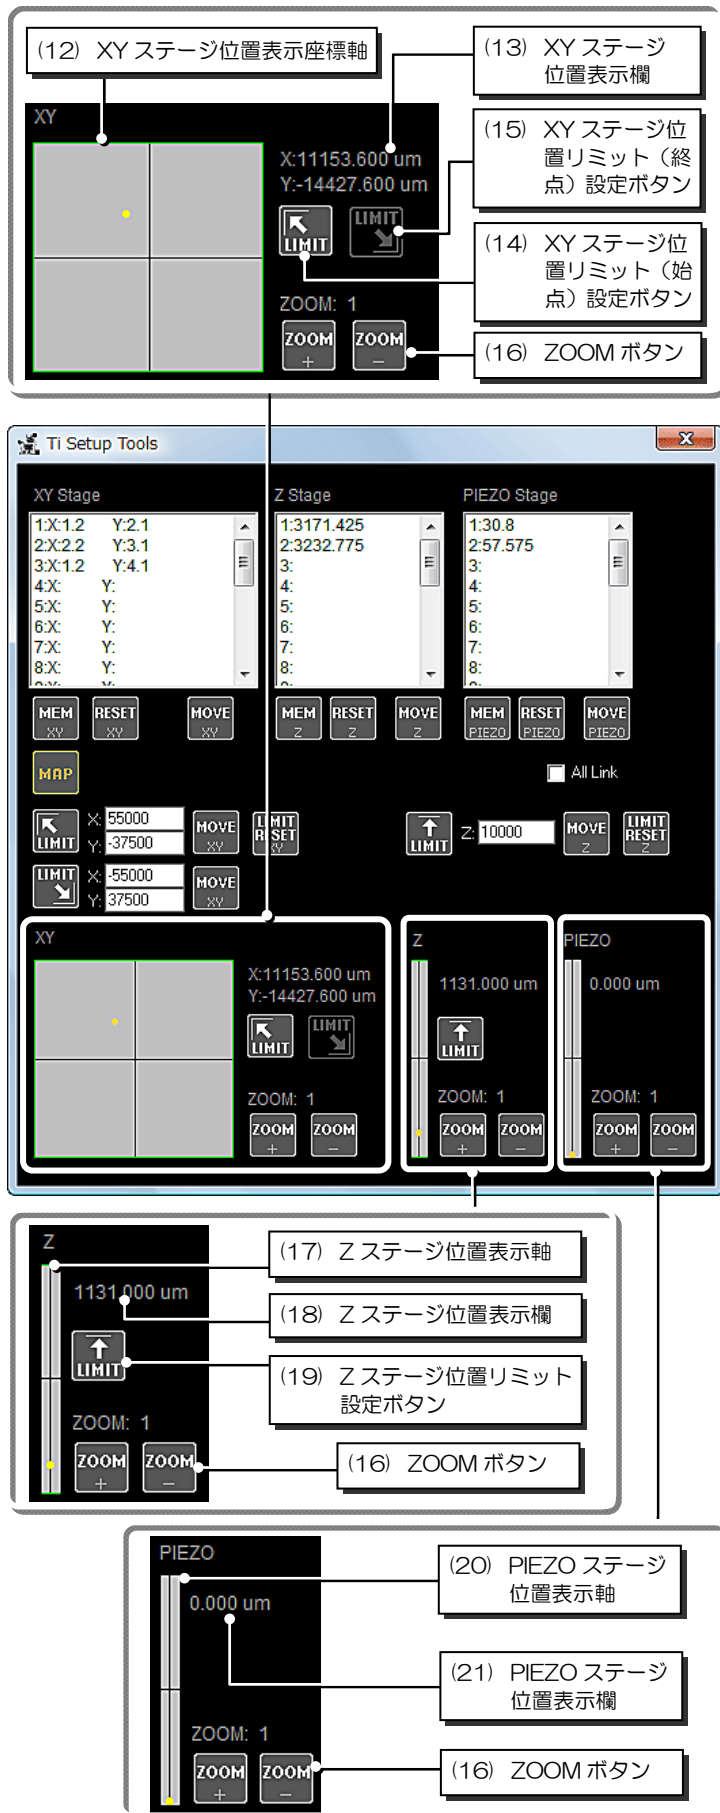 (12) XY ステージ位置表示座標軸
(13) XY ステージ
位置表示欄
XY
X:11153.600 um
Y:-14427.600 um
(15) XY ステージ位
置リミット（終
点）設定ボタン
LIMIT
LIMIT
(14) XY ステージ位
置リミット（始
点）設定ボタン
ZOOM: 1
ZOOM
+
ZOOM
−
(16) ZOOM ボタン
Ti Setup Tools
XY Stage
Z Stage
PIEZO Stage
1:X:1.2 Y:2.1
2:X:2.2 Y:3.1
3:X:1.2 Y:4.1
4:X: Y:
5:X: Y:
6:X: Y:
7:X: Y:
8:X: Y:
1:3171.425
2:3232.775
3:
4:
5:
6:
7:
8:
1:30.8
2:57.575
3:
4:
5:
6:
7:
8:
MEM XY
RESET XY
MOVE XY
MEM Z
RESET Z
MOVE Z
MEM PIEZO
RESET PIEZO
MOVE PIEZO
MAP
All Link
LIMIT
X: 55000
Y: -37500
MOVE XY
LIMIT RESET XY
LIMIT
Z: 10000
MOVE Z
LIMIT RESET Z
LIMIT
X: -55000
Y: 37500
MOVE XY
XY
X:11153.600 um
Y:-14427.600 um
LIMIT
LIMIT
ZOOM: 1
ZOOM
+
ZOOM
−
Z
1131.000 um
LIMIT
ZOOM: 1
ZOOM
+
ZOOM
−
PIEZO
0.000 um
ZOOM: 1
ZOOM
+
ZOOM
−
Z
(17) Z ステージ位置表示軸
1131.000 um
(18) Z ステージ位置表示欄
LIMIT
(19) Z ステージ位置リミット
設定ボタン
ZOOM: 1
ZOOM
+
ZOOM
−
(16) ZOOM ボタン
PIEZO
(20) PIEZO ステージ
位置表示軸
0.000 um
(21) PIEZO ステージ
位置表示欄
ZOOM: 1
ZOOM
+
ZOOM
−
(16) ZOOM ボタン